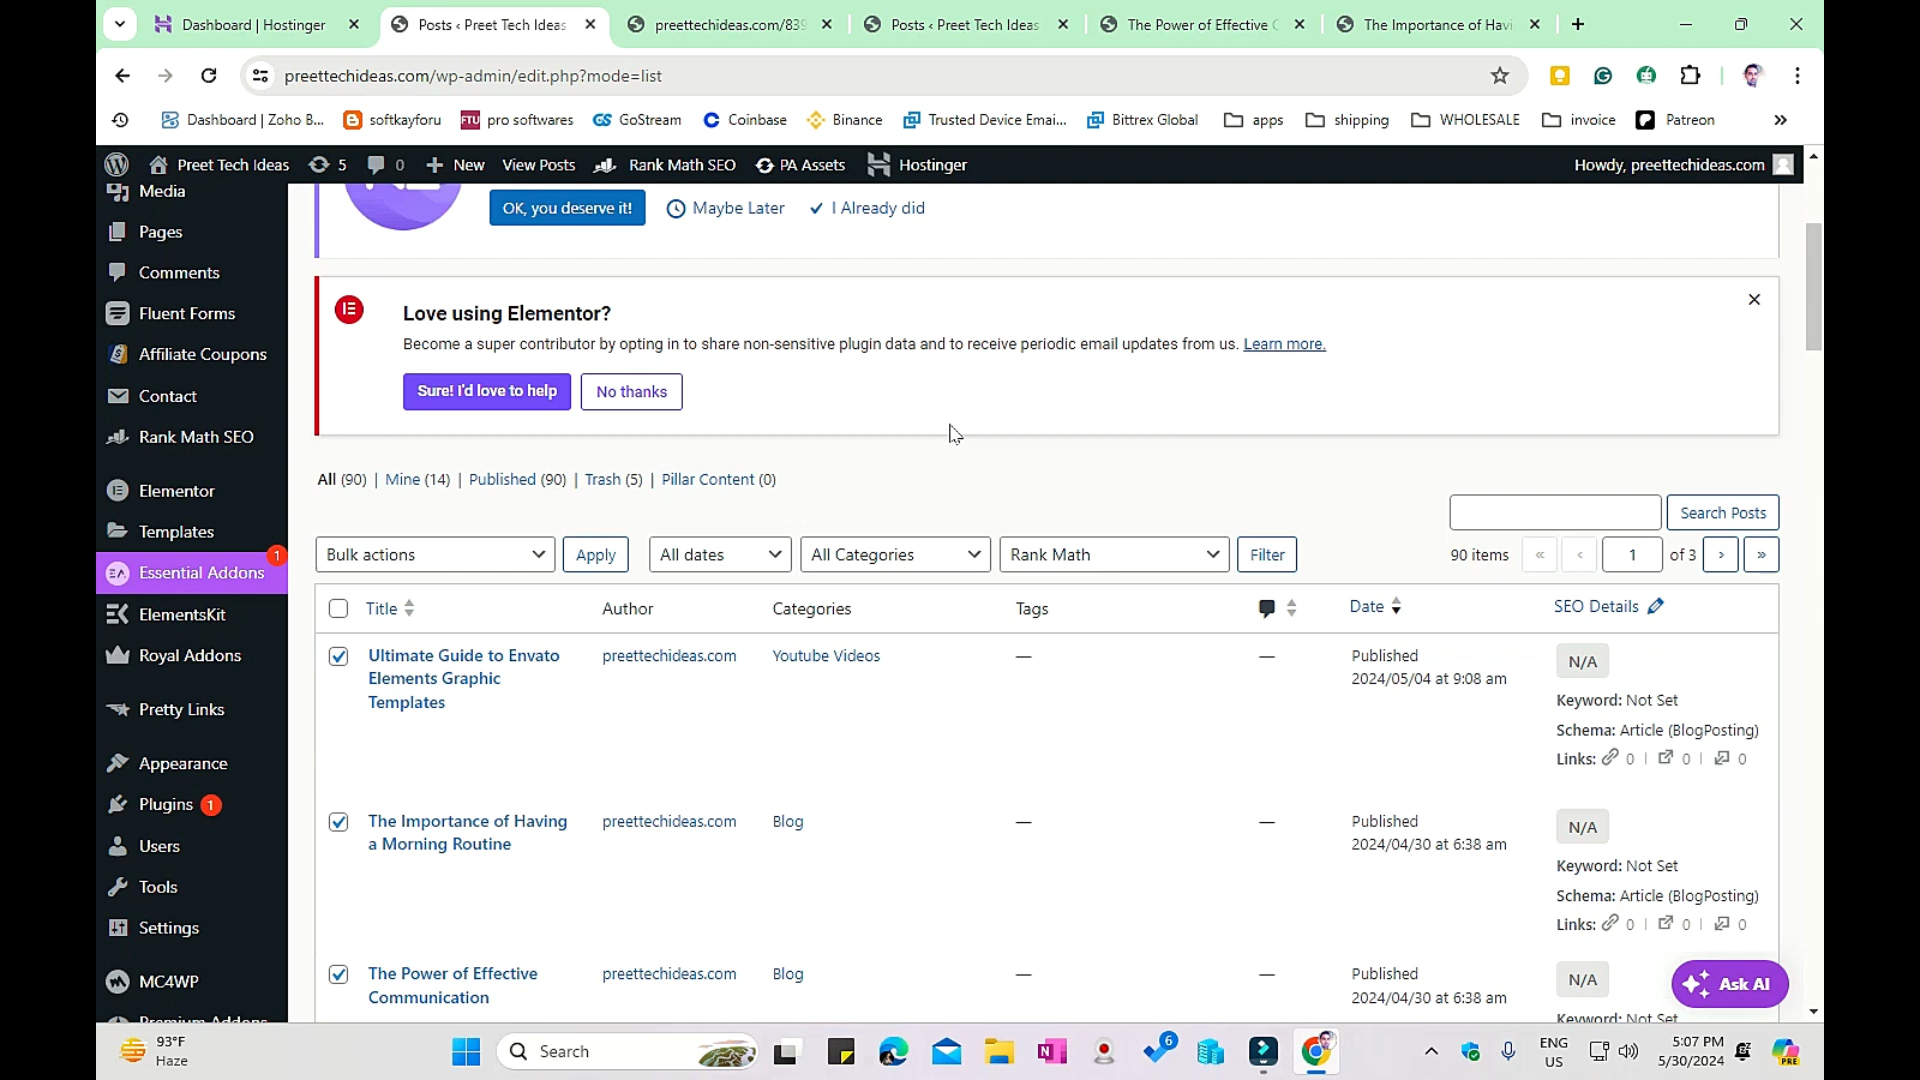 Dashboard | Hostinger
Posts ‹ Preet Tech Ideas
preettechideas.com/839
Posts ‹ Preet Tech Ideas
The Power of Effective C
The Importance of Havi
preettechideas.com/wp-admin/edit.php?mode=list
Dashboard | Zoho B...
softkayforu
FTU pro softwares
GS GoStream
Coinbase
Binance
Trusted Device Emai...
Bittrex Global
apps
shipping
WHOLESALE
invoice
Patreon
Preet Tech Ideas
5
0
New
View Posts
Rank Math SEO
PA Assets
Hostinger
Howdy, preettechideas.com
Media
Pages
Comments
Fluent Forms
Affiliate Coupons
Contact
Rank Math SEO
Elementor
Templates
Essential Addons
1
ElementsKit
Royal Addons
Pretty Links
Appearance
Plugins 1
Users
Tools
Settings
MC4WP
Premium Addons
OK, you deserve it!
Maybe Later
I Already did
Love using Elementor?
Become a super contributor by opting in to share non-sensitive plugin data and to receive periodic email updates from us. Learn more.
Sure! I'd love to help
No thanks
All (90) | Mine (14) | Published (90) | Trash (5) | Pillar Content (0)
Search Posts
Bulk actions
Apply
All dates
All Categories
Rank Math
Filter
90 items « ‹ 1 of 3 › »
Title
Author
Categories
Tags
Date
SEO Details
Ultimate Guide to Envato
Elements Graphic
Templates
preettechideas.com
Youtube Videos
—
—
Published
2024/05/04 at 9:08 am
N/A
Keyword: Not Set
Schema: Article (BlogPosting)
Links: 0 | 0 | 0
The Importance of Having
a Morning Routine
preettechideas.com
Blog
—
—
Published
2024/04/30 at 6:38 am
N/A
Keyword: Not Set
Schema: Article (BlogPosting)
Links: 0 | 0 | 0
The Power of Effective
Communication
preettechideas.com
Blog
—
—
Published
2024/04/30 at 6:38 am
N/A
Keyword: Not Set
Ask AI
93°F
Haze
Search
6
ENG
US
5:07 PM
5/30/2024
PRE